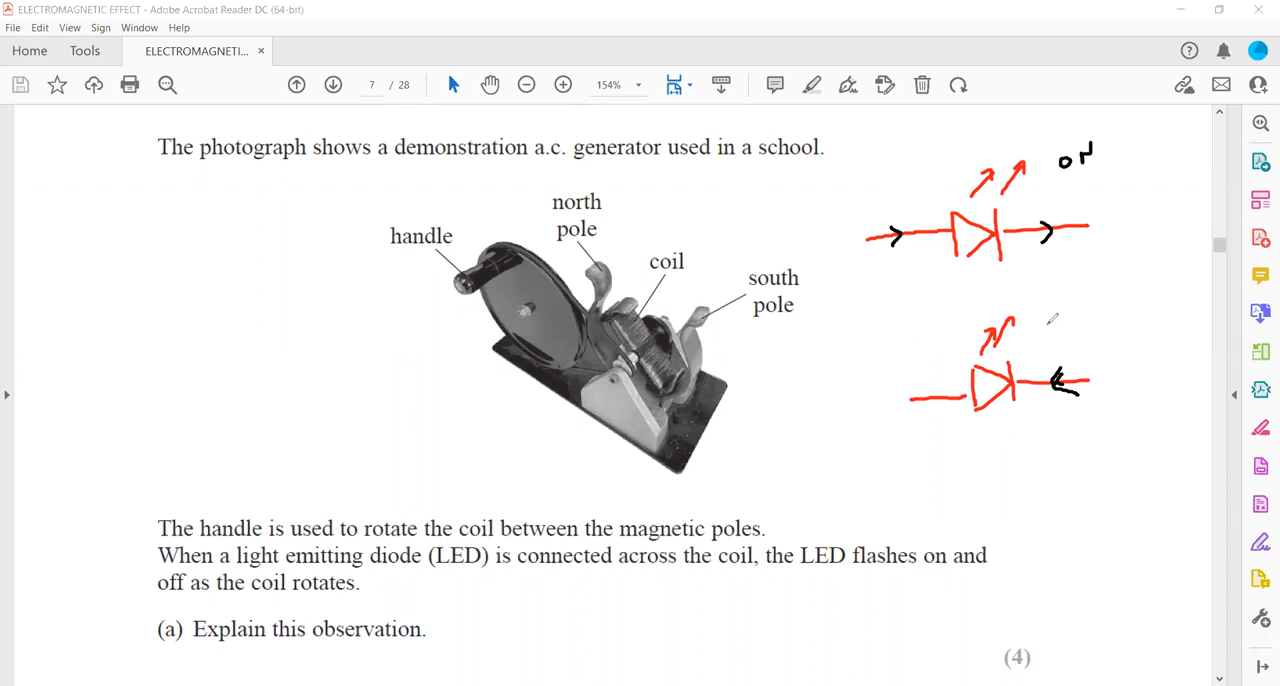 ELECTROMAGNETIC EFFECT - Adobe Acrobat Reader DC (64-bit)
File Edit View Sign Window Help
Home Tools ELECTROMAGNETI... ×
7 / 28 154%
The photograph shows a demonstration a.c. generator used in a school.
ON
north
pole
handle
coil
south
pole
The handle is used to rotate the coil between the magnetic poles.
When a light emitting diode (LED) is connected across the coil, the LED flashes on and
off as the coil rotates.
(a) Explain this observation.
(4)